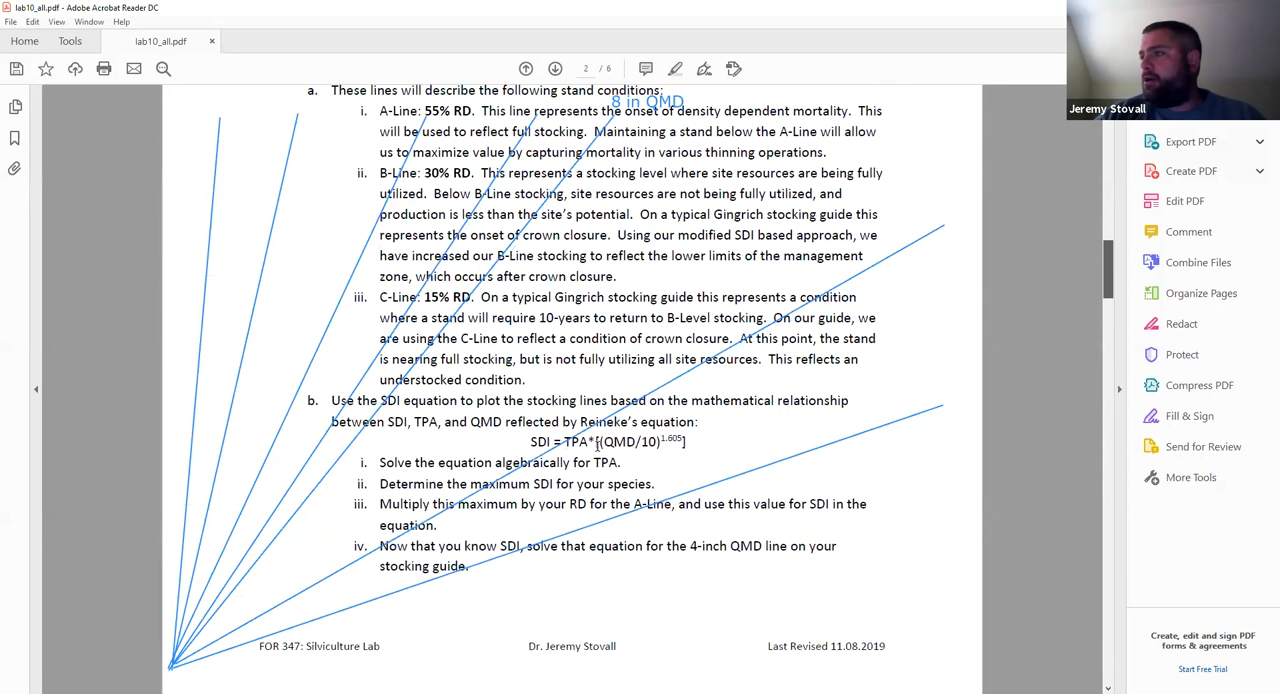 lab10_all.pdf - Adobe Acrobat Reader DC
File Edit View Window Help
Home Tools lab10_all.pdf ×
2 / 6
Jeremy Stovall
a. These lines will describe the following stand conditions:
8 in QMD
i. A-Line: 55% RD. This line represents the onset of density dependent mortality. This
will be used to reflect full stocking. Maintaining a stand below the A-Line will allow
us to maximize value by capturing mortality in various thinning operations.
ii. B-Line: 30% RD. This represents a stocking level where site resources are being fully
utilized. Below B-Line stocking, site resources are not being fully utilized, and
production is less than the site's potential. On a typical Gingrich stocking guide this
represents the onset of crown closure. Using our modified SDI based approach, we
have increased our B-Line stocking to reflect the lower limits of the management
zone, which occurs after crown closure.
iii. C-Line: 15% RD. On a typical Gingrich stocking guide this represents a condition
where a stand will require 10-years to return to B-Level stocking. On our guide, we
are using the C-Line to reflect a condition of crown closure. At this point, the stand
is nearing full stocking, but is not fully utilizing all site resources. This reflects an
understocked condition.
b. Use the SDI equation to plot the stocking lines based on the mathematical relationship
between SDI, TPA, and QMD reflected by Reineke's equation:
SDI = TPA*[(QMD/10)^1.605]
i. Solve the equation algebraically for TPA.
ii. Determine the maximum SDI for your species.
iii. Multiply this maximum by your RD for the A-Line, and use this value for SDI in the
equation.
iv. Now that you know SDI, solve that equation for the 4-inch QMD line on your
stocking guide.
FOR 347: Silviculture Lab Dr. Jeremy Stovall Last Revised 11.08.2019
Export PDF
Create PDF
Edit PDF
Comment
Combine Files
Organize Pages
Redact
Protect
Compress PDF
Fill & Sign
Send for Review
More Tools
Create, edit and sign PDF
forms & agreements
Start Free Trial